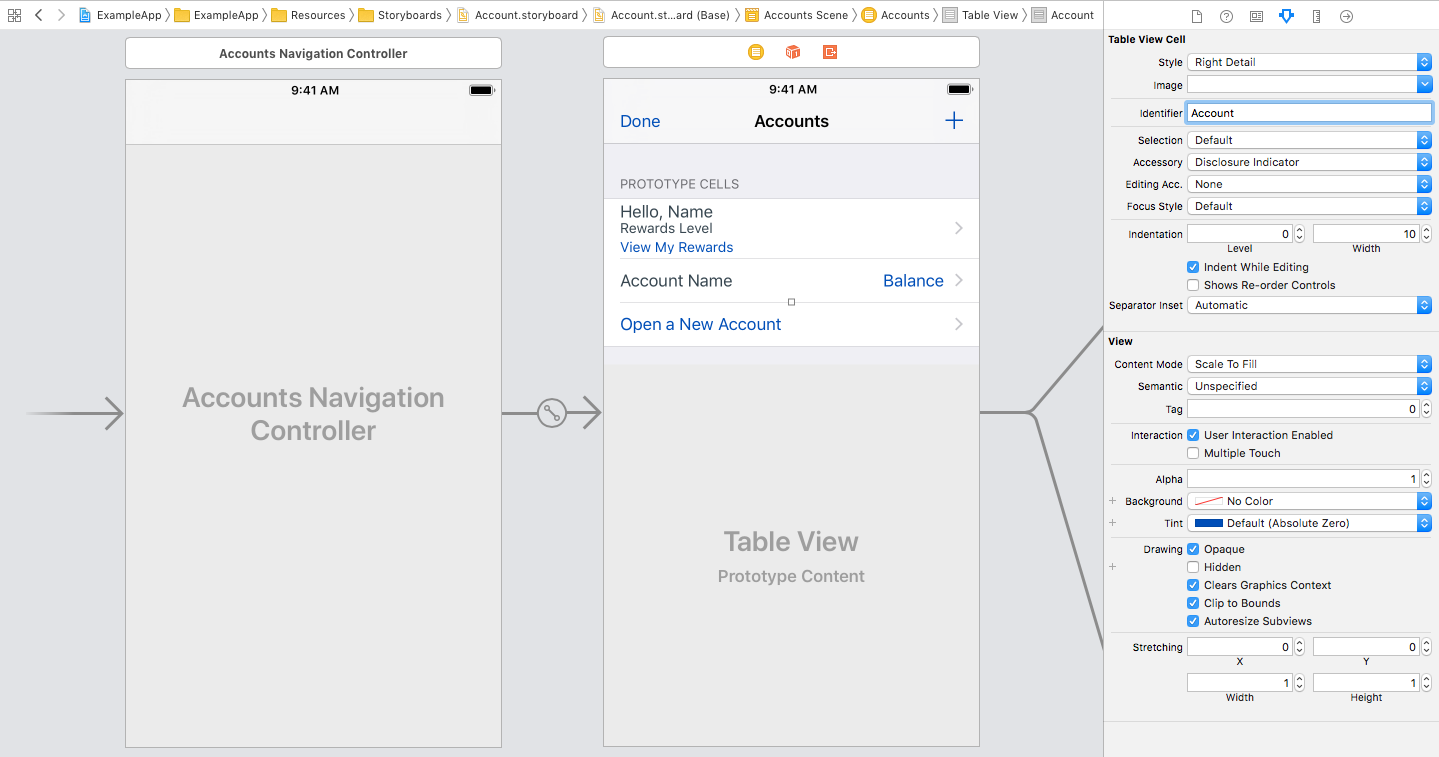 ExampleApp ExampleApp Resources Storyboards Account.storyboard Account.st...ard (Base) Accounts Scene Accounts Table View Account
Accounts Navigation Controller
9:41 AM
Accounts Navigation
Controller
9:41 AM
Done Accounts +
PROTOTYPE CELLS
Hello, Name
Rewards Level
View My Rewards
Account Name Balance
Open a New Account
Table View
Prototype Content
Table View Cell
Style Right Detail
Image
Identifier Account
Selection Default
Accessory Disclosure Indicator
Editing Acc. None
Focus Style Default
Indentation 0 10
Level Width
Indent While Editing
Shows Re-order Controls
Separator Inset Automatic
View
Content Mode Scale To Fill
Semantic Unspecified
Tag 0
Interaction User Interaction Enabled
Multiple Touch
Alpha 1
+ Background No Color
+ Tint Default (Absolute Zero)
Drawing Opaque
+ Hidden
Clears Graphics Context
Clip to Bounds
Autoresize Subviews
Stretching 0 0
X Y
1 1
Width Height